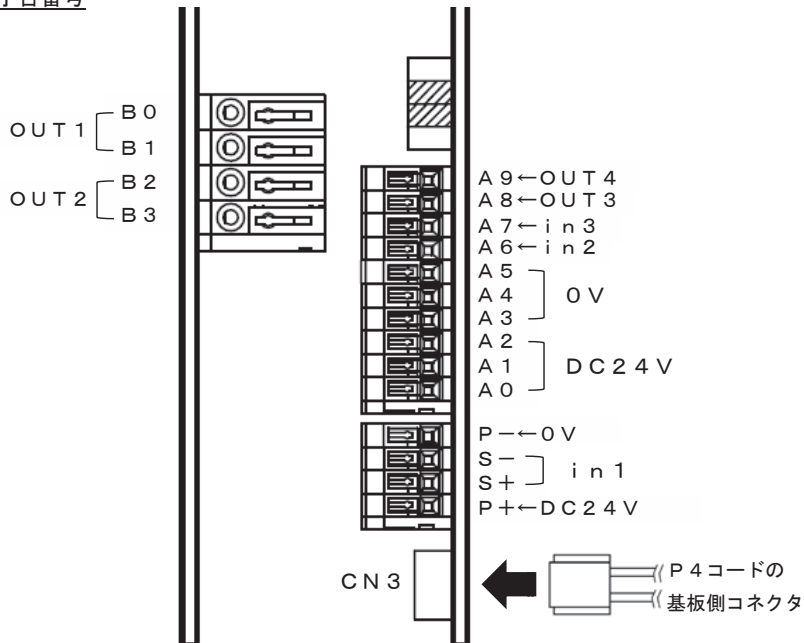 OUT1
B0
B1
OUT2
B2
B3
A9←OUT4
A8←OUT3
A7←in3
A6←in2
A5
A4
A3
0V
A2
A1
A0
DC24V
P−←0V
S−
S+
in1
P+←DC24V
CN3
P4コードの
基板側コネクタ